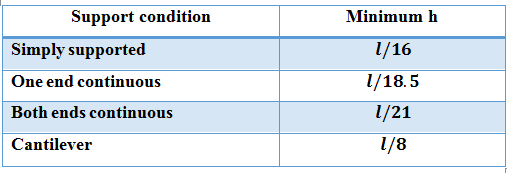 Support condition Minimum h
Simply supported l/16
One end continuous l/18.5
Both ends continuous l/21
Cantilever l/8